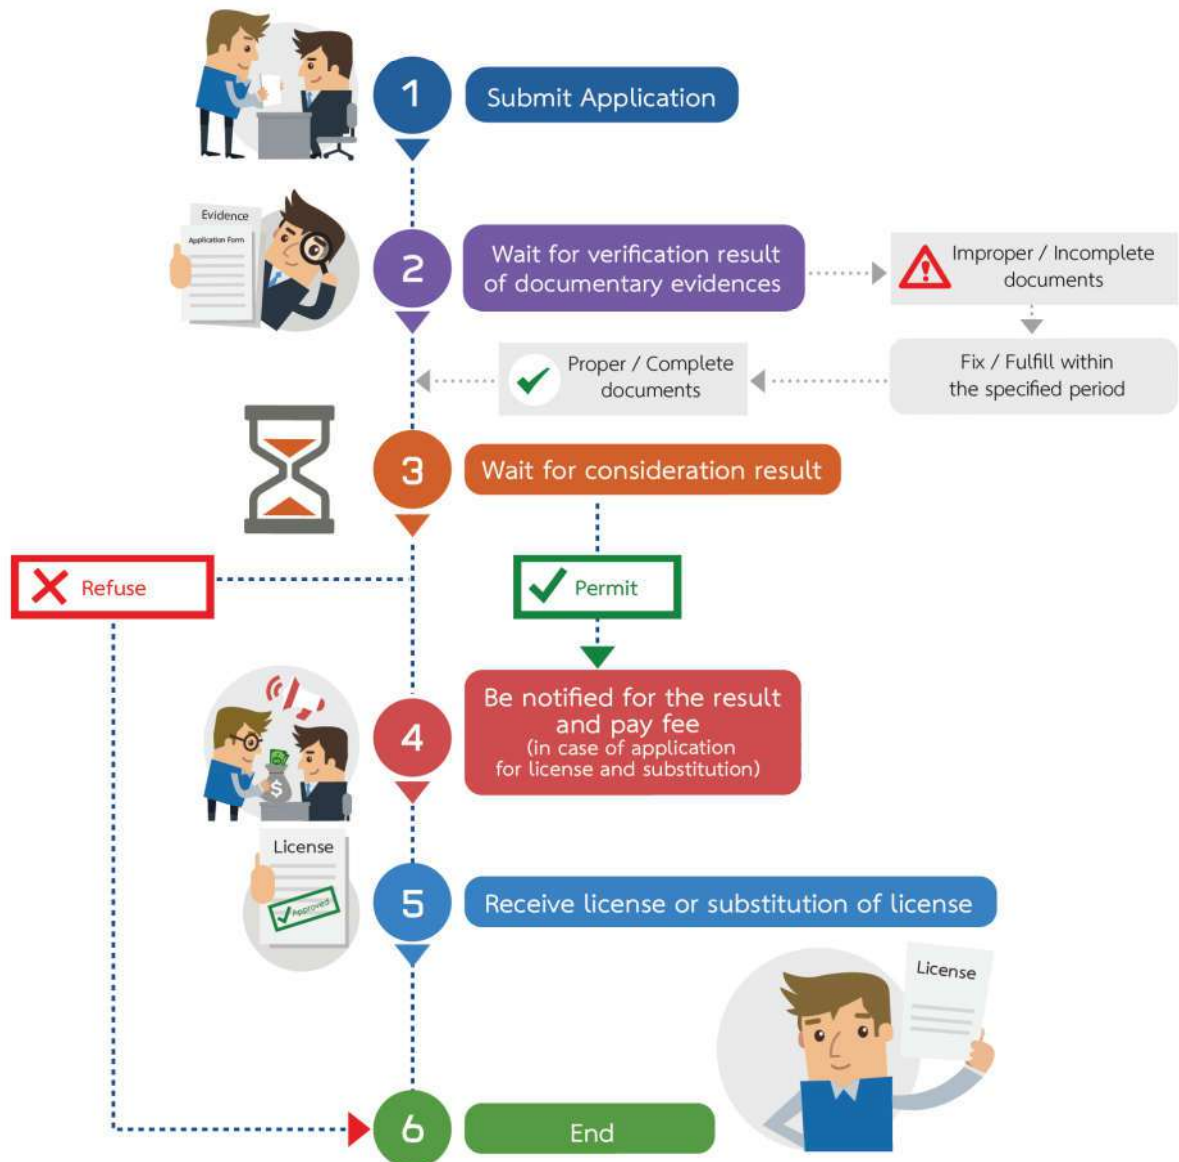 1
Submit Application
Evidence
Application Form
2
Wait for verification result
of documentary evidences
Improper / Incomplete
documents
Fix / Fulfill within
the specified period
Proper / Complete
documents
3
Wait for consideration result
Refuse
Permit
4
Be notified for the result
and pay fee
(in case of application
for license and substitution)
$
License
Approved
5
Receive license or substitution of license
License
6
End